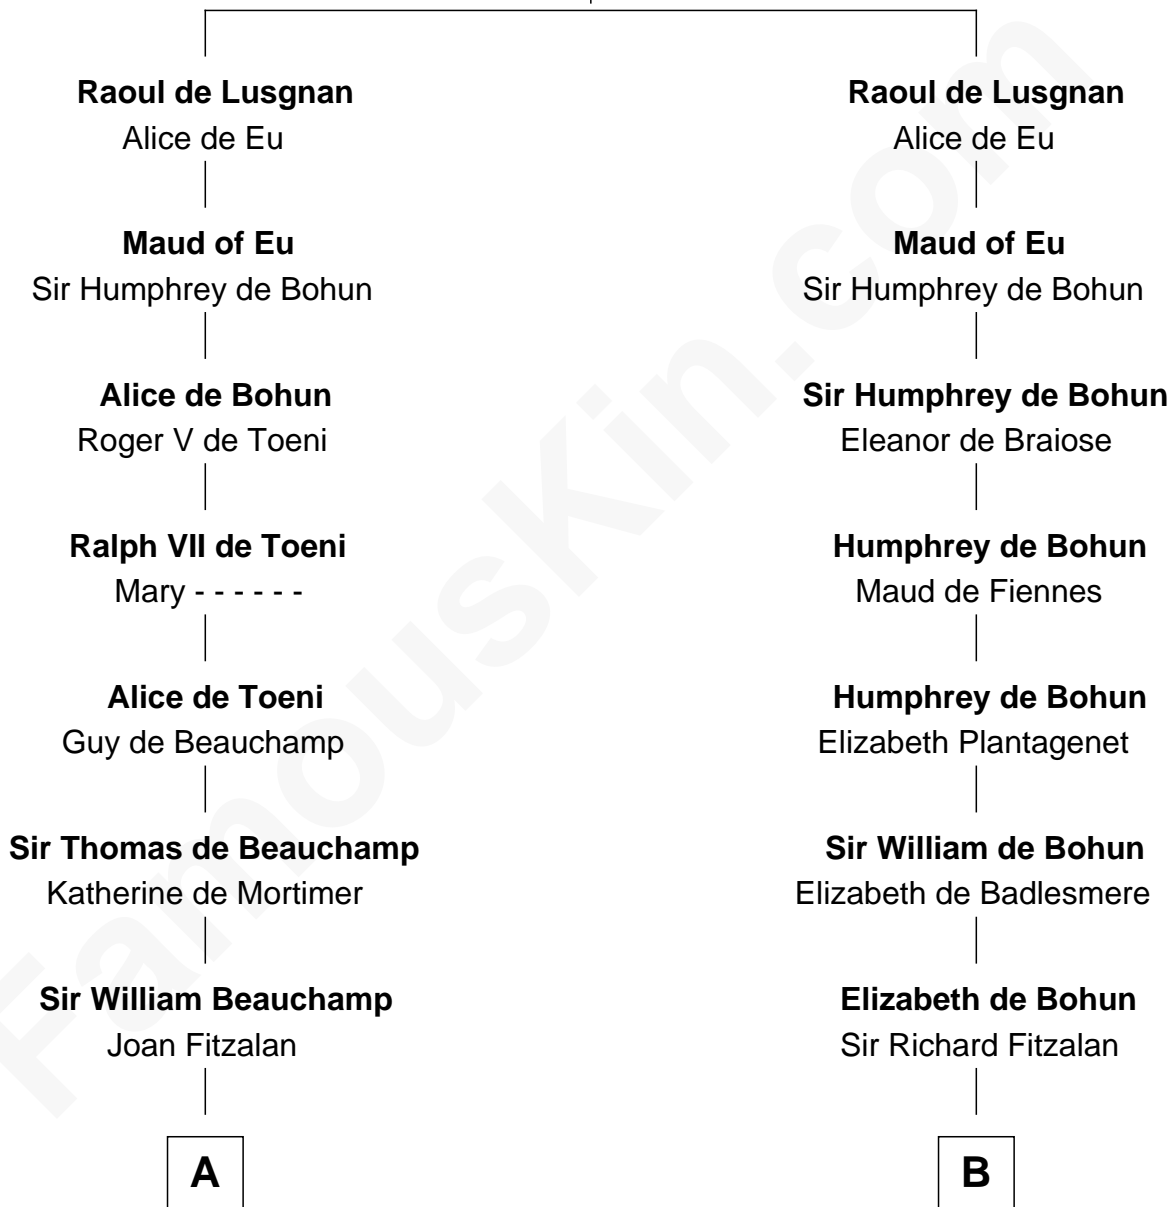 Raoul de Lusgnan
Alice de Eu
Maud of Eu
Sir Humphrey de Bohun
Alice de Bohun
Roger V de Toeni
Ralph VII de Toeni
Mary - - - - - -
Alice de Toeni
Guy de Beauchamp
Sir Thomas de Beauchamp
Katherine de Mortimer
Sir William Beauchamp
Joan Fitzalan
A
Raoul de Lusgnan
Alice de Eu
Maud of Eu
Sir Humphrey de Bohun
Sir Humphrey de Bohun
Eleanor de Braiose
Humphrey de Bohun
Maud de Fiennes
Humphrey de Bohun
Elizabeth Plantagenet
Sir William de Bohun
Elizabeth de Badlesmere
Elizabeth de Bohun
Sir Richard Fitzalan
B
FamousKin.com